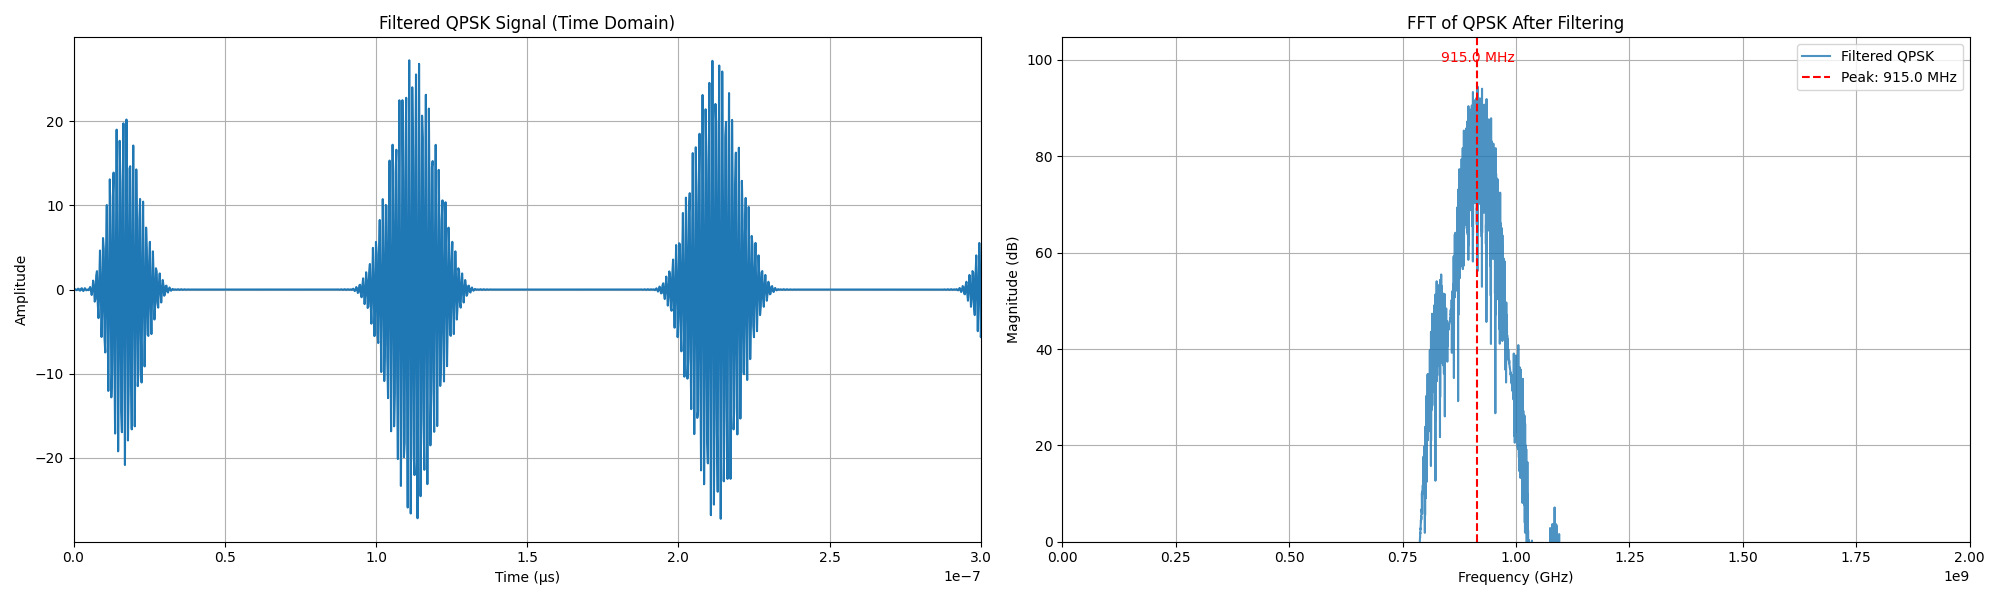 Filtered QPSK Signal (Time Domain)
Amplitude
20
10
0
−10
−20
0.0 0.5 1.0 1.5 2.0 2.5 3.0
1e−7
Time (µs)
FFT of QPSK After Filtering
Magnitude (dB)
100
80
60
40
20
0
915.0 MHz
Filtered QPSK
Peak: 915.0 MHz
0.00 0.25 0.50 0.75 1.00 1.25 1.50 1.75 2.00
1e9
Frequency (GHz)